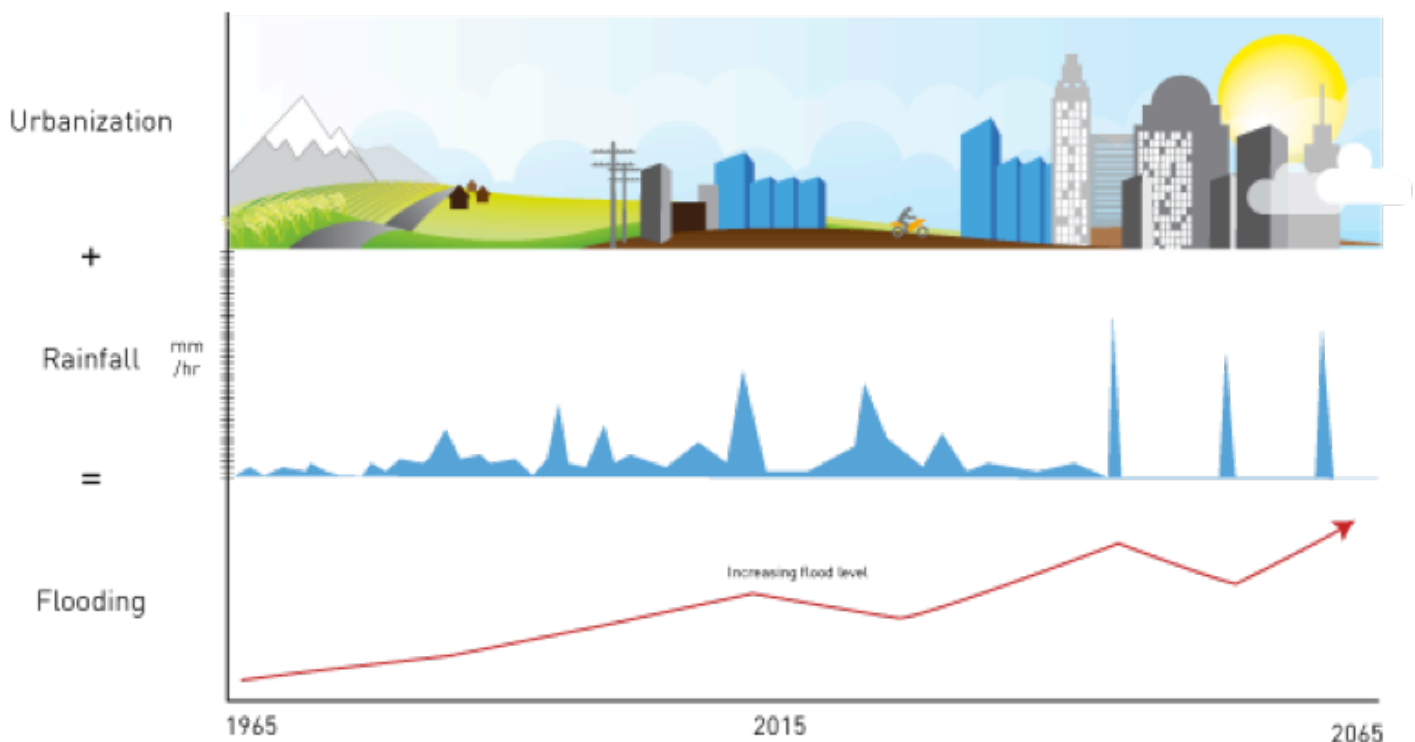 Urbanization
+
Rainfall
mm
/hr
=
Increasing flood level
Flooding
1965
2015
2065